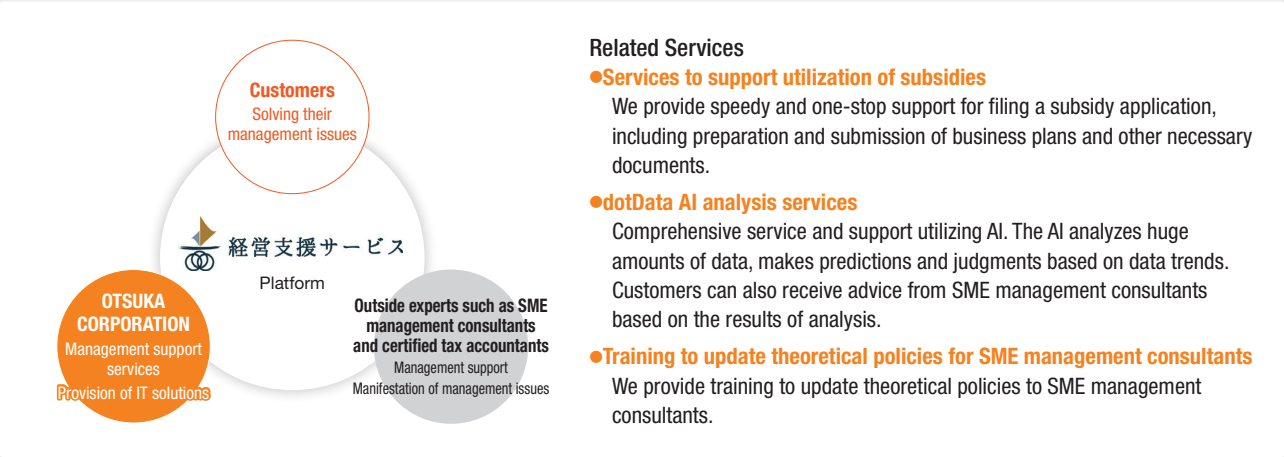 Customers
Solving their
management issues
経営支援サービス
Platform
OTSUKA
CORPORATION
Management support
services
Provision of IT solutions
Outside experts such as SME
management consultants
and certified tax accountants
Management support
Manifestation of management issues
Related Services
●Services to support utilization of subsidies
We provide speedy and one-stop support for filing a subsidy application,
including preparation and submission of business plans and other necessary
documents.
●dotData AI analysis services
Comprehensive service and support utilizing AI. The AI analyzes huge
amounts of data, makes predictions and judgments based on data trends.
Customers can also receive advice from SME management consultants
based on the results of analysis.
●Training to update theoretical policies for SME management consultants
We provide training to update theoretical policies to SME management
consultants.